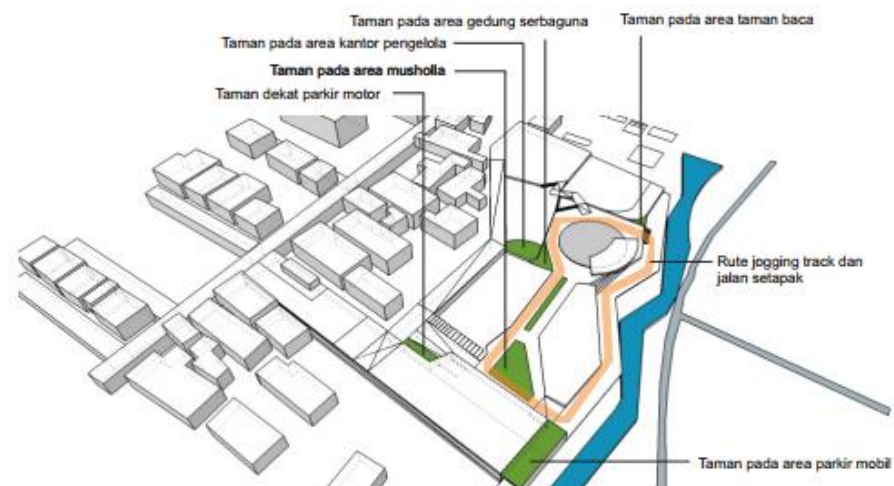 Taman pada area gedung serbaguna
Taman pada area taman baca
Taman pada area kantor pengelola
Taman pada area musholla
Taman dekat parkir motor
Rute jogging track dan
jalan setapak
Taman pada area parkir mobil